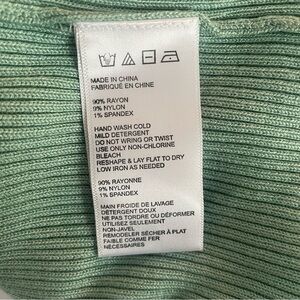 MADE IN CHINA
FABRIQUÉ EN CHINE
90% RAYON
9% NYLON
1% SPANDEX
HAND WASH COLD
MILD DETERGENT
DO NOT WRING OR TWIST
USE ONLY NON-CHLORINE
BLEACH
RESHAPE & LAY FLAT TO DRY
LOW IRON AS NEEDED
90% RAYONNE
9% NYLON
1% SPANDEX
MAIN FROIDE DE LAVAGE
DÉTERGENT DOUX
NE PAS TORDRE OU DÉFORMER
UTILISEZ SEULEMENT
NON-JAVEL
REMODELER SÉCHER À PLAT
FAIBLE COMME FER
NÉCESSAIRES